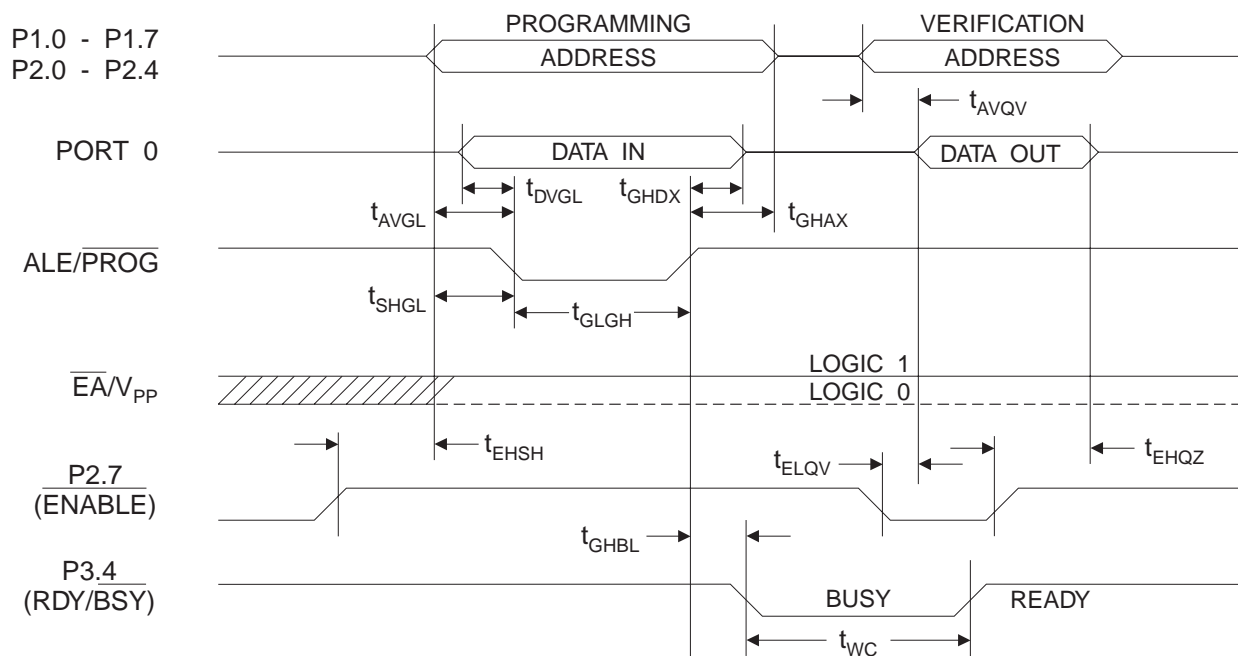 PROGRAMMING VERIFICATION
P1.0 - P1.7
P2.0 - P2.4
ADDRESS ADDRESS
tAVQV
PORT 0 DATA IN DATA OUT
tDVGL tGHDX
tAVGL tGHAX
ALE/PROG
tSHGL tGLGH
LOGIC 1
EA/VPP
LOGIC 0
tEHSH tELQV tEHQZ
P2.7
(ENABLE)
tGHBL
P3.4
(RDY/BSY) BUSY READY
tWC